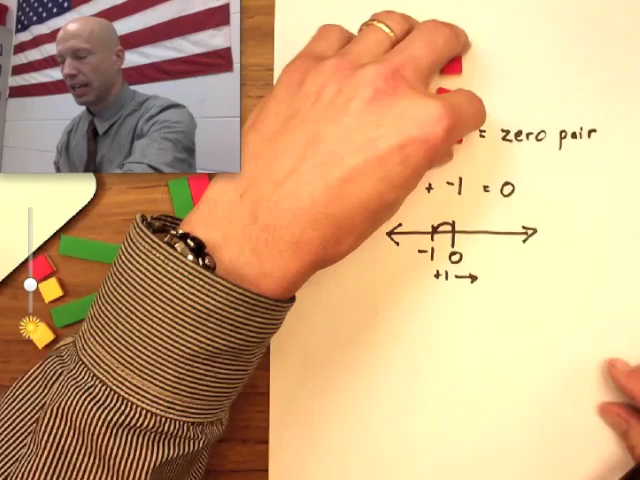 = zero pair
+ -1 = 0
-1 0
+1 →